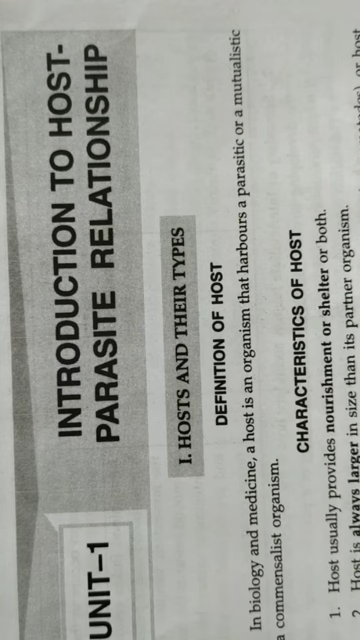 UNIT–1
INTRODUCTION TO HOST-
PARASITE RELATIONSHIP
I. HOSTS AND THEIR TYPES
DEFINITION OF HOST
In biology and medicine, a host is an organism that harbours a parasitic or a mutualistic
a commensalist organism.
CHARACTERISTICS OF HOST
1. Host usually provides nourishment or shelter or both.
2. Host is always larger in size than its partner organism.
or host